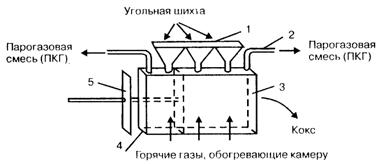 Угольная шихта
1
2
Парогазовая
смесь (ПКГ)
Парогазовая
смесь (ПКГ)
5
3
4
Кокс
Горячие газы, обогревающие камеру